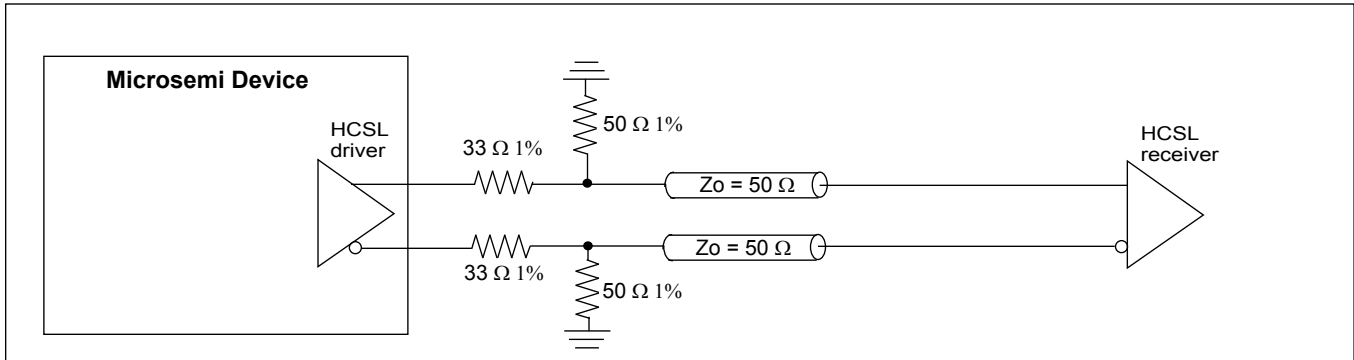 Microsemi Device
HCSL
driver
33 Ω 1%
50 Ω 1%
Zo = 50 Ω
HCSL
receiver
33 Ω 1%
Zo = 50 Ω
50 Ω 1%